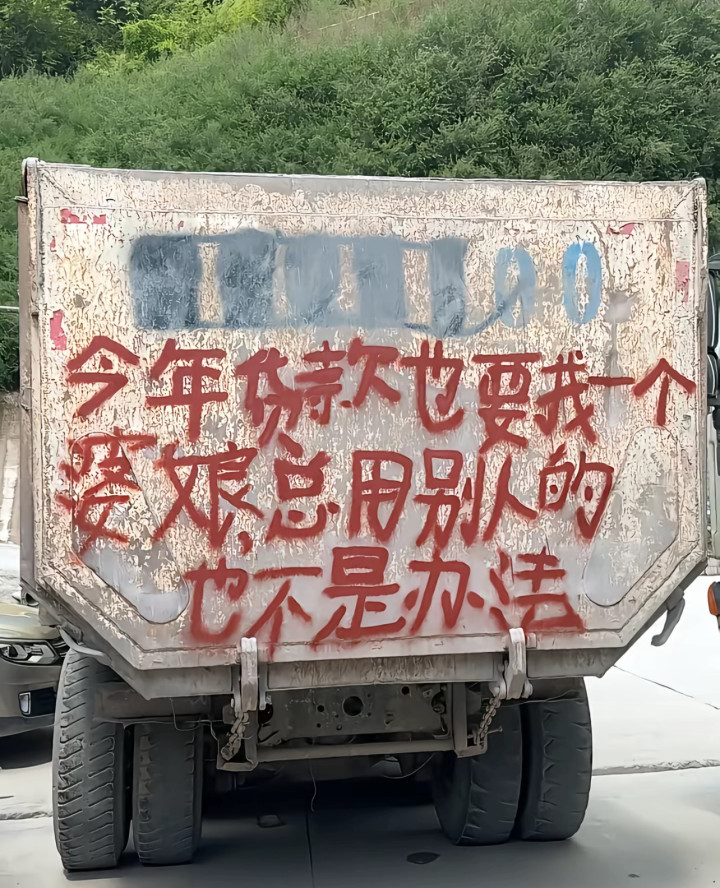 00
今年贷款也要找一个
婆娘,总用别人的
也不是办法